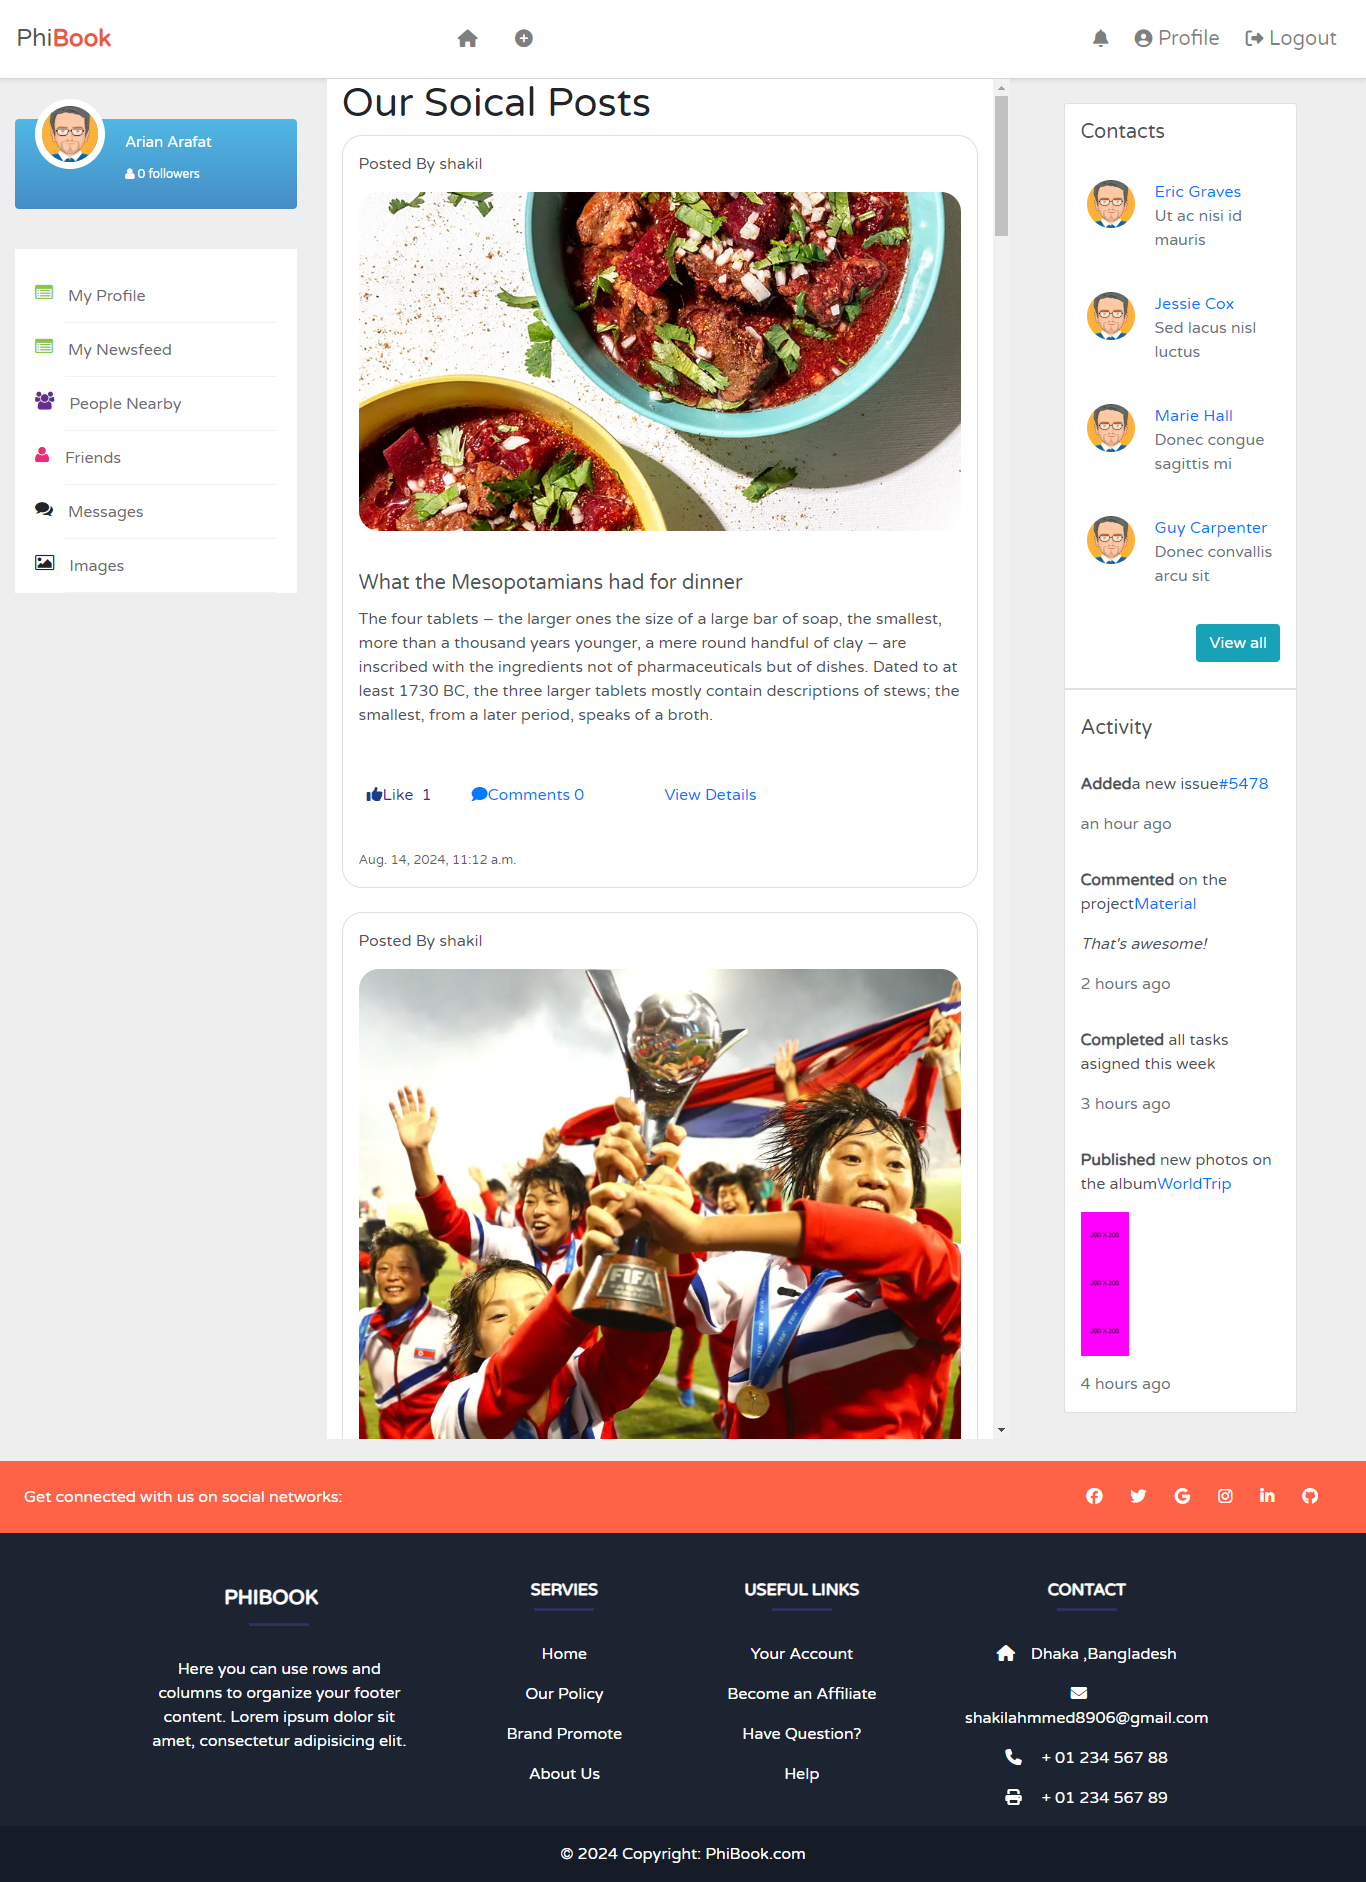 PhiBook
Profile
Logout
Arian Arafat
0 followers
My Profile
My Newsfeed
People Nearby
Friends
Messages
Images
Our Soical Posts
Posted By shakil
What the Mesopotamians had for dinner
The four tablets – the larger ones the size of a large bar of soap, the smallest,
more than a thousand years younger, a mere round handful of clay – are
inscribed with the ingredients not of pharmaceuticals but of dishes. Dated to at
least 1730 BC, the three larger tablets mostly contain descriptions of stews; the
smallest, from a later period, speaks of a broth.
Like 1
Comments 0
View Details
Aug. 14, 2024, 11:12 a.m.
Posted By shakil
FIFA
Contacts
Eric Graves
Ut ac nisi id
mauris
Jessie Cox
Sed lacus nisl
luctus
Marie Hall
Donec congue
sagittis mi
Guy Carpenter
Donec convallis
arcu sit
View all
Activity
Addeda new issue#5478
an hour ago
Commented on the
projectMaterial
That's awesome!
2 hours ago
Completed all tasks
asigned this week
3 hours ago
Published new photos on
the albumWorldTrip
200 X 200
200 X 200
200 X 200
4 hours ago
Get connected with us on social networks:
PHIBOOK
Here you can use rows and
columns to organize your footer
content. Lorem ipsum dolor sit
amet, consectetur adipisicing elit.
SERVIES
Home
Our Policy
Brand Promote
About Us
USEFUL LINKS
Your Account
Become an Affiliate
Have Question?
Help
CONTACT
Dhaka ,Bangladesh
shakilahmmed8906@gmail.com
+ 01 234 567 88
+ 01 234 567 89
© 2024 Copyright: PhiBook.com